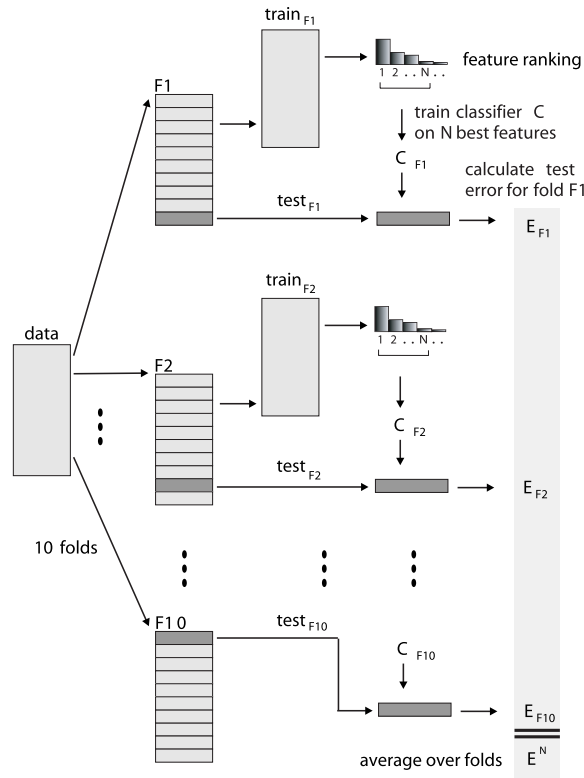 train F1
F1
1 2 . . N . .
feature ranking
train classifier C
on N best features
C F1
calculate test
error for fold F1
test F1
E F1
train F2
data
F2
1 2 . . N . .
C F2
test F2
E F2
10 folds
F1 0
test F10
C F10
E F10
average over folds
E N